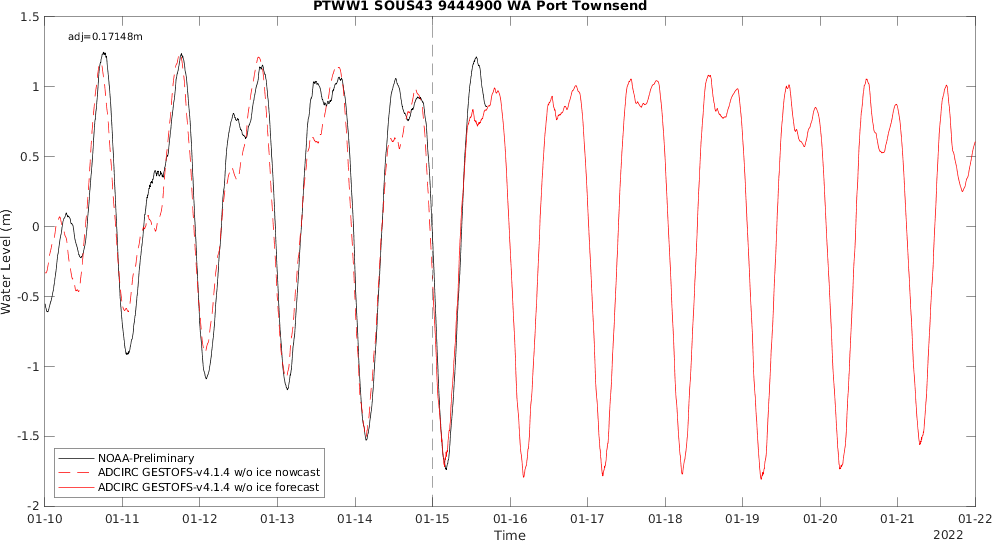 PTWW1 SOUS43 9444900 WA Port Townsend
adj=0.17148m
1.5
1
0.5
0
-0.5
-1
-1.5
-2
Water Level (m)
NOAA-Preliminary
ADCIRC GESTOFS-v4.1.4 w/o ice nowcast
ADCIRC GESTOFS-v4.1.4 w/o ice forecast
01-10 01-11 01-12 01-13 01-14 01-15 01-16 01-17 01-18 01-19 01-20 01-21 01-22
Time
2022